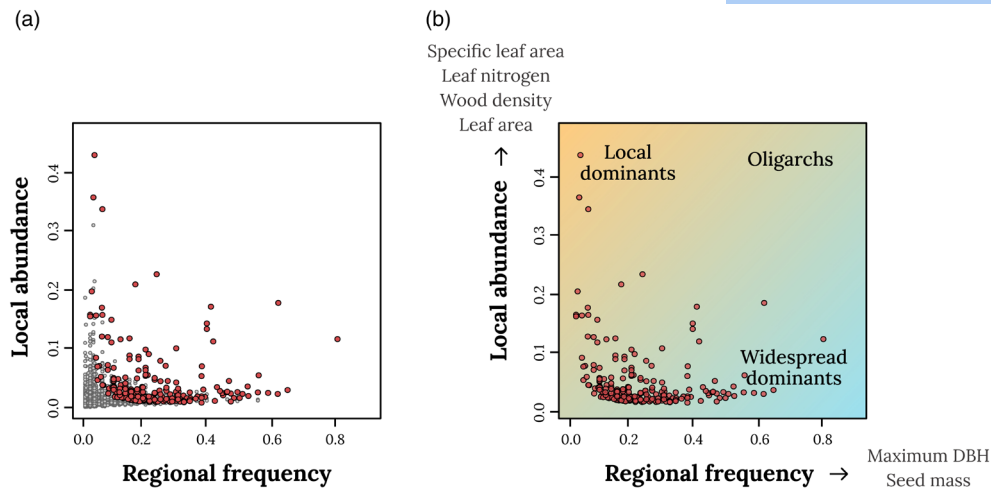 (a)
(b)
Specific leaf area
Leaf nitrogen
Wood density
Leaf area
Local abundance
0.4
0.3
0.2
0.1
0.0
0.0
0.2
0.4
0.6
0.8
Regional frequency
Local abundance →
0.4
0.3
0.2
0.1
0.0
Local
dominants
Oligarchs
Widespread
dominants
0.0
0.2
0.4
0.6
0.8
Regional frequency →
Maximum DBH
Seed mass